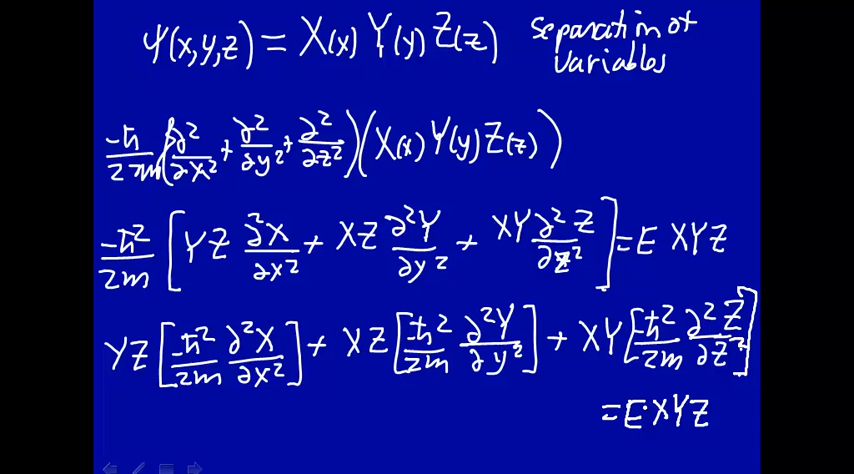 ψ(x,y,z) = X(x) Y(y) Z(z) separation of variables
-ħ/2m (∂²/∂x² + ∂²/∂y² + ∂²/∂z²)(X(x) Y(y) Z(z))
-ħ²/2m [YZ ∂²X/∂x² + XZ ∂²Y/∂y² + XY ∂²Z/∂z²] = E XYZ
YZ [-ħ²/2m ∂²X/∂x²] + XZ [-ħ²/2m ∂²Y/∂y²] + XY [-ħ²/2m ∂²Z/∂z²]
= E·XYZ